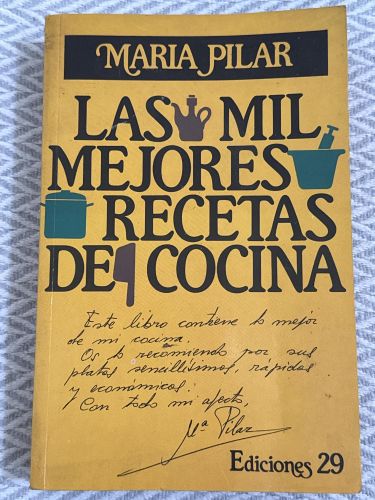 MARIA PILAR
LAS MIL
MEJORES
RECETAS
DE COCINA
Este libro contiene lo mejor
de mi cocina.
Os lo recomiendo por sus
platos sencillísimos, rápidos
y económicos.
Con todo mi afecto,
Mª Pilar
Ediciones 29